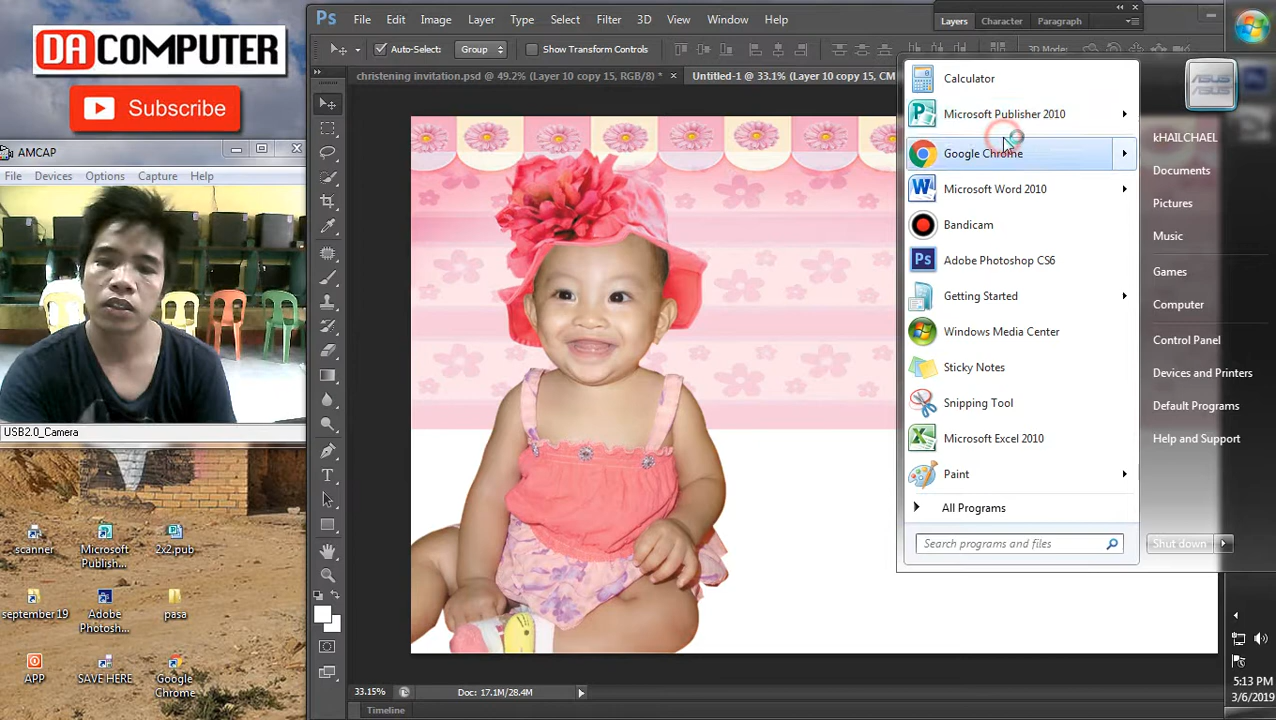 DACOMPUTER
Subscribe
AMCAP
File Devices Options Capture Help
USB2.0_Camera
scanner
Microsoft Publish...
2x2.pub
september 19
Adobe Photosh...
pasa
APP
SAVE HERE
Google Chrome
Ps File Edit Image Layer Type Select Filter 3D View Window Help
Auto-Select: Group Show Transform Controls
3D Mode:
Layers Character Paragraph
christening invitation.psd @ 49.2% (Layer 10 copy 15, RGB/8) *
Untitled-1 @ 33.1% (Layer 10 copy 15, CM
33.15% Doc: 17.1M/28.4M
Timeline
Calculator
Microsoft Publisher 2010
Google Chrome
Microsoft Word 2010
Bandicam
Adobe Photoshop CS6
Getting Started
Windows Media Center
Sticky Notes
Snipping Tool
Microsoft Excel 2010
Paint
All Programs
Search programs and files
ASUS
kHAILCHAEL
Documents
Pictures
Music
Games
Computer
Control Panel
Devices and Printers
Default Programs
Help and Support
Shut down
5:13 PM
3/6/2019